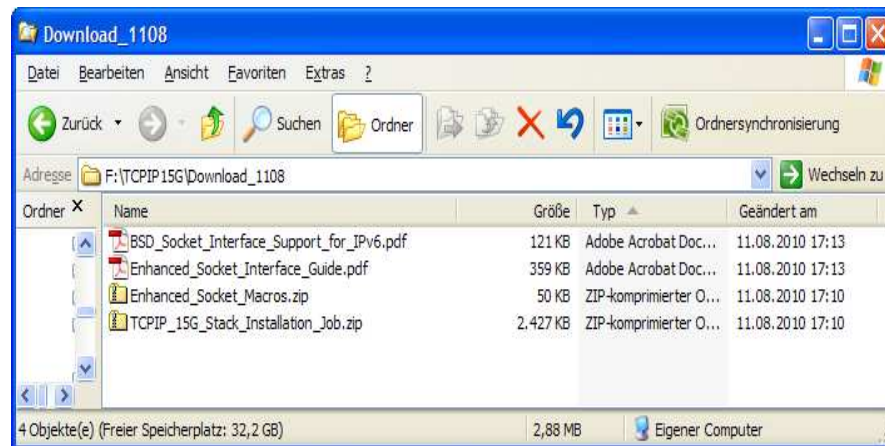 Download_1108
Datei Bearbeiten Ansicht Favoriten Extras ?
Zurück Suchen Ordner Ordnersynchronisierung
Adresse F:\TCPIP15G\Download_1108 Wechseln zu
Ordner X Name Größe Typ Geändert am
BSD_Socket_Interface_Support_for_IPv6.pdf 121 KB Adobe Acrobat Doc... 11.08.2010 17:13
Enhanced_Socket_Interface_Guide.pdf 359 KB Adobe Acrobat Doc... 11.08.2010 17:13
Enhanced_Socket_Macros.zip 50 KB ZIP-komprimierter O... 11.08.2010 17:10
TCPIP_15G_Stack_Installation_Job.zip 2.427 KB ZIP-komprimierter O... 11.08.2010 17:10
4 Objekte(e) (Freier Speicherplatz: 32,2 GB) 2,88 MB Eigener Computer